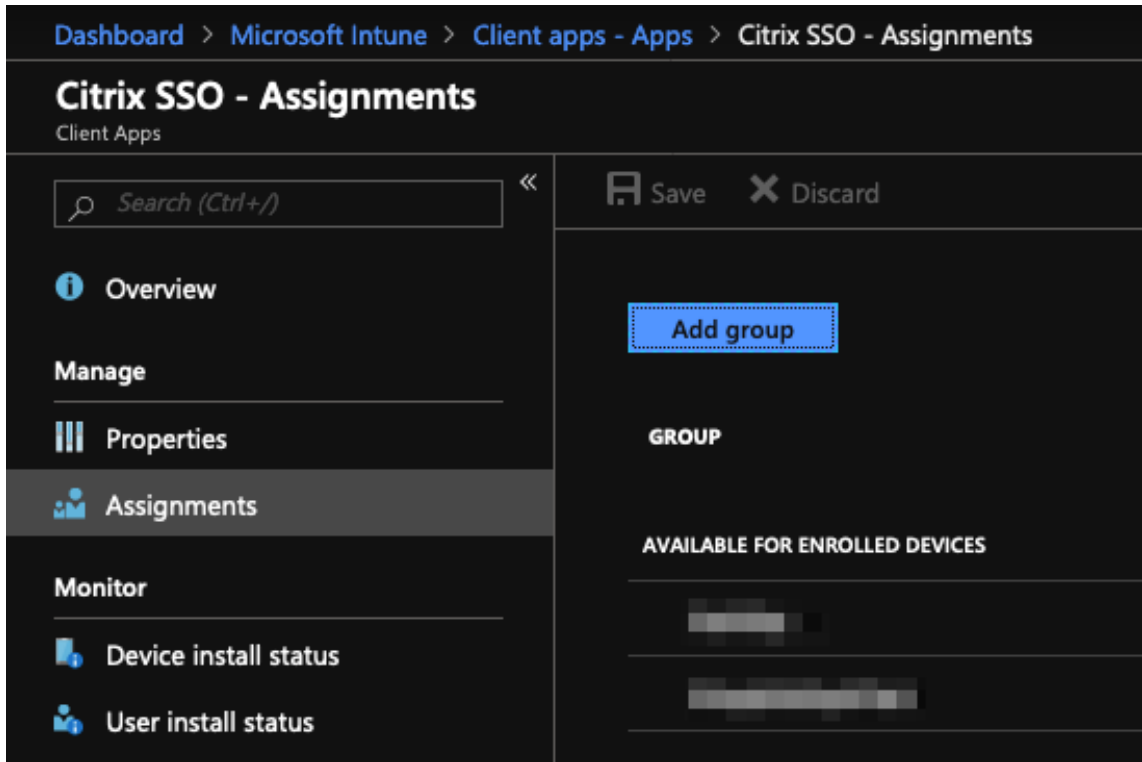 Dashboard > Microsoft Intune > Client apps - Apps > Citrix SSO - Assignments
Citrix SSO - Assignments
Client Apps
Search (Ctrl+/)
«
Save
Discard
Overview
Add group
Manage
Properties
GROUP
Assignments
AVAILABLE FOR ENROLLED DEVICES
Monitor
Device install status
User install status